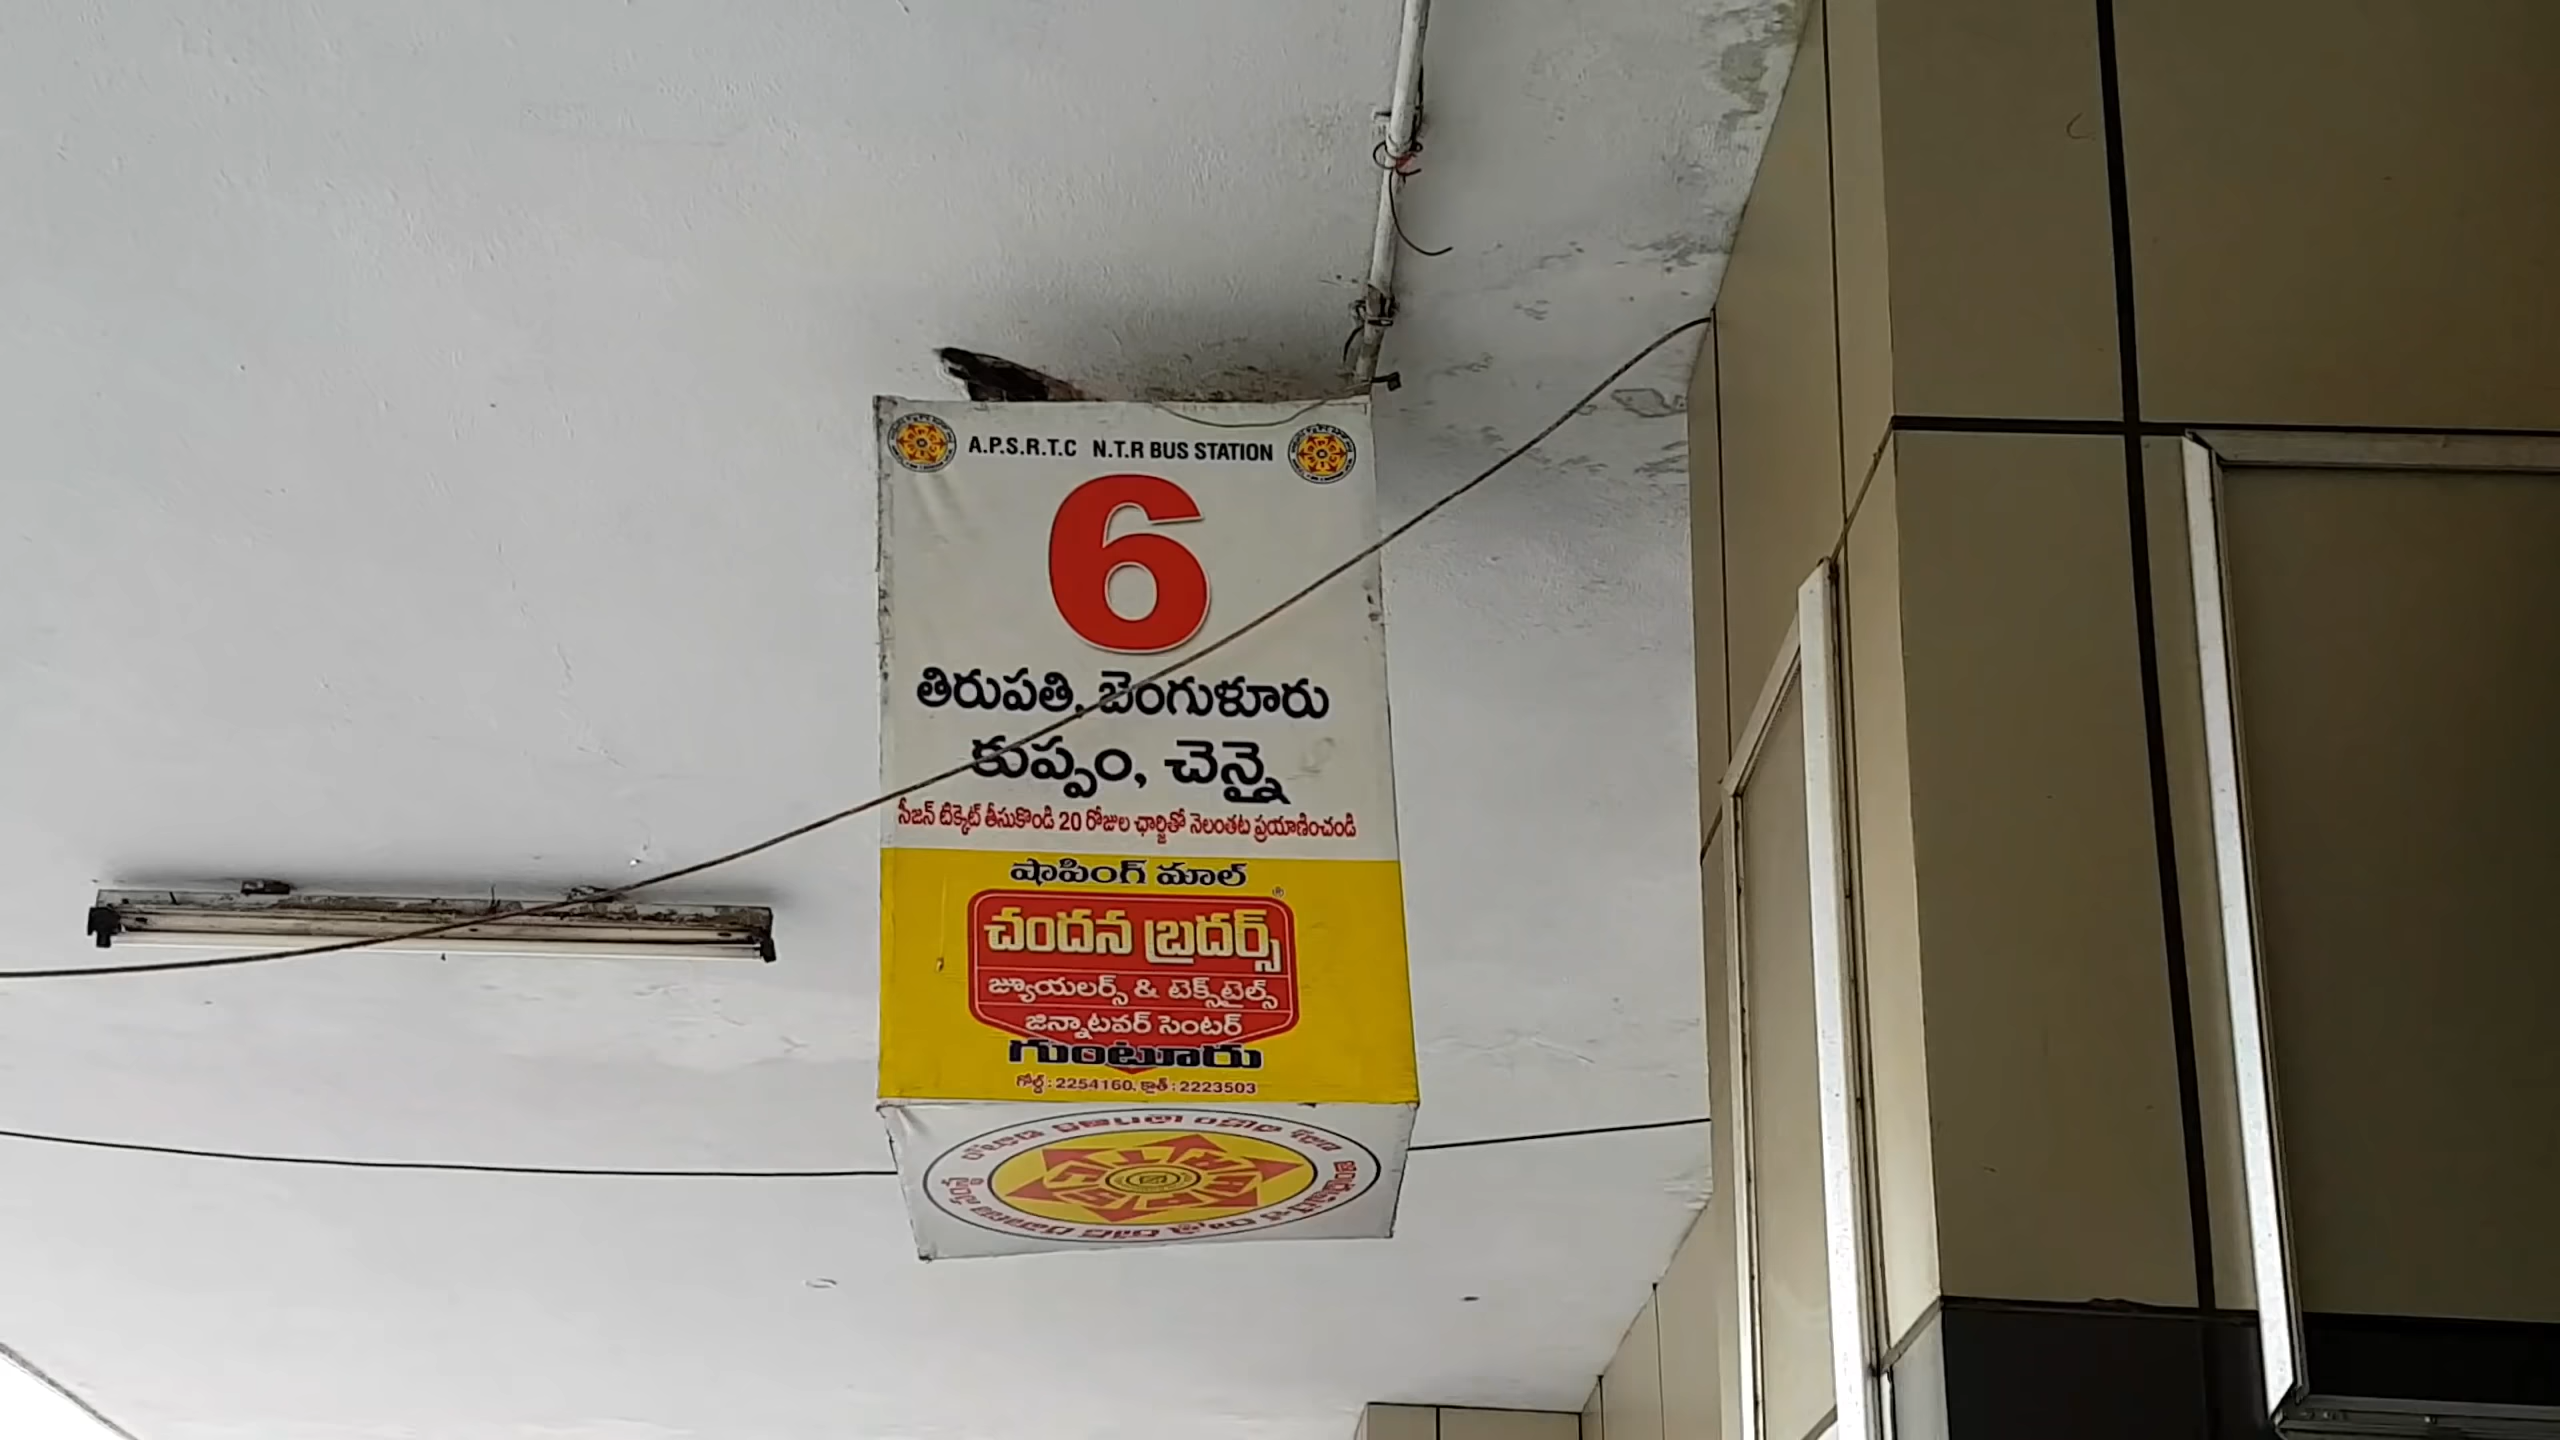 A.P.S.R.T.C N.T.R BUS STATION
6
తిరుపతి, బెంగుళూరు
కుప్పం, చెన్నై
సీజన్ టిక్కెట్ తీసుకొండి 20 రోజుల ఛార్జితో నెలంతట ప్రయాణించండి
షాపింగ్ మాల్
చందన బ్రదర్స్ ®
జ్యూయలర్స్ & టెక్స్‌టైల్స్
జిన్నాటవర్ సెంటర్
గుంటూరు
గోల్డ్ : 2254160, క్లాత్ : 2223503